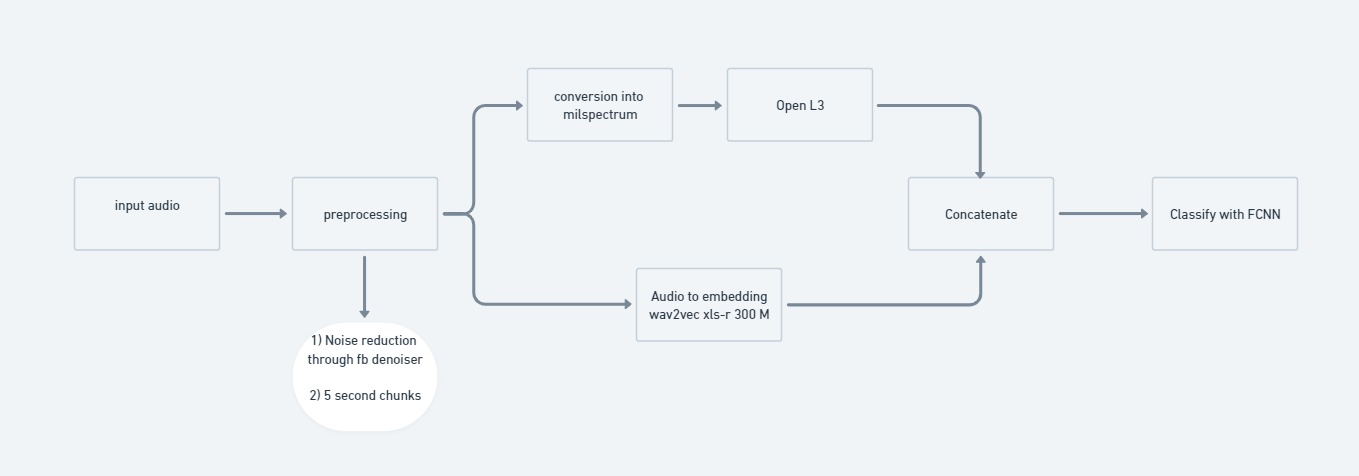 input audio
preprocessing
1) Noise reduction
through fb denoiser
2) 5 second chunks
conversion into
milspectrum
Open L3
Audio to embedding
wav2vec xls-r 300 M
Concatenate
Classify with FCNN